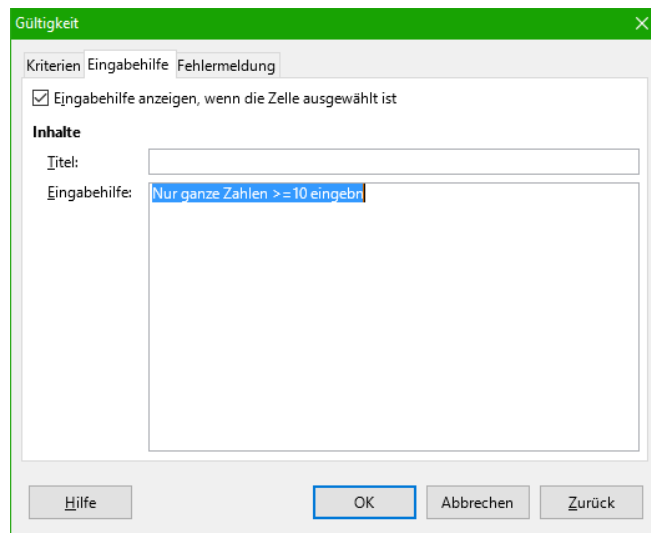 Gültigkeit
Kriterien Eingabehilfe Fehlermeldung
Eingabehilfe anzeigen, wenn die Zelle ausgewählt ist
Inhalte
Titel:
Eingabehilfe: Nur ganze Zahlen >=10 eingebn
Hilfe OK Abbrechen Zurück